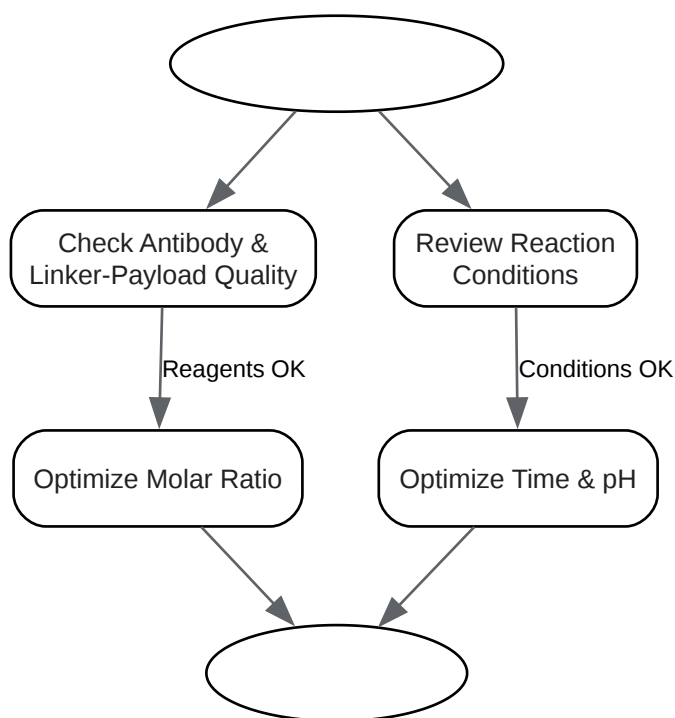 Check Antibody &
Linker-Payload Quality
Review Reaction
Conditions
Reagents OK
Conditions OK
Optimize Molar Ratio
Optimize Time & pH